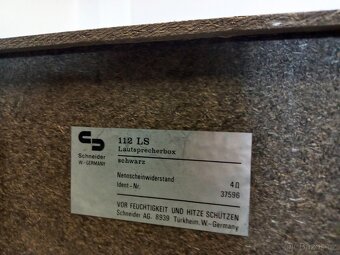 112 LS
Lautsprecherbox
schwarz
Schneider
W.-GERMANY
Nennscheinwiderstand 4 Ω
Ident.-Nr. 37596
VOR FEUCHTIGKEIT UND HITZE SCHÜTZEN
Schneider AG. 8939 Türkheim. W.-Germany